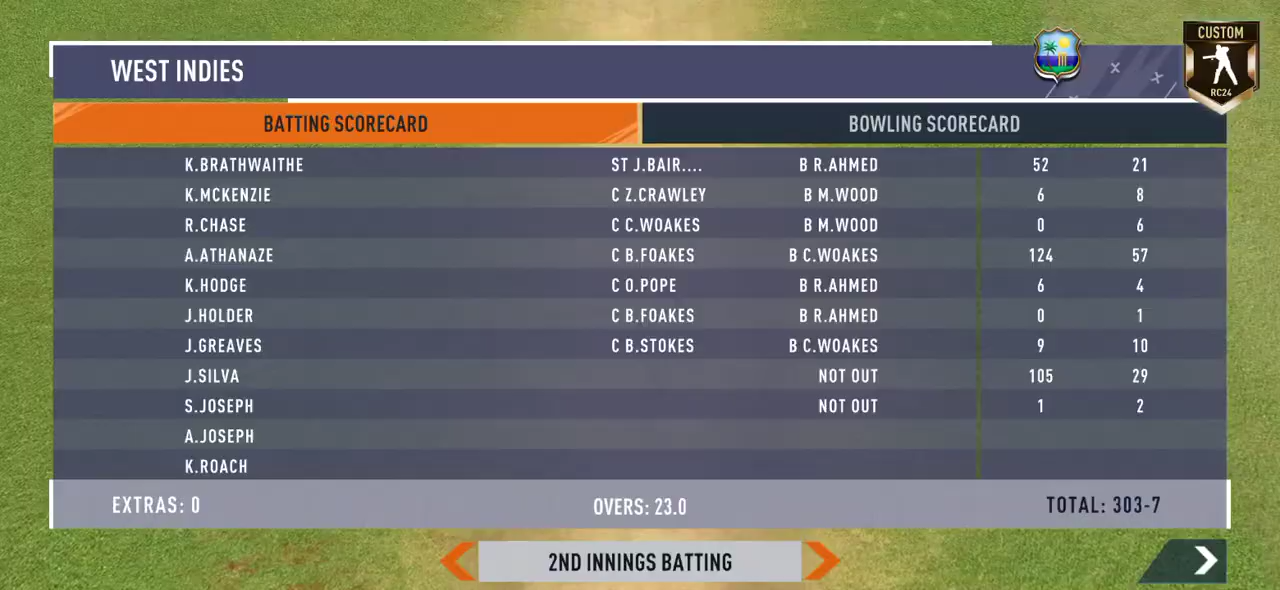 WEST INDIES
CUSTOM
RC24
BATTING SCORECARD BOWLING SCORECARD
K.BRATHWAITHE ST J.BAIR.... B R.AHMED 52 21
K.MCKENZIE C Z.CRAWLEY B M.WOOD 6 8
R.CHASE C C.WOAKES B M.WOOD 0 6
A.ATHANAZE C B.FOAKES B C.WOAKES 124 57
K.HODGE C O.POPE B R.AHMED 6 4
J.HOLDER C B.FOAKES B R.AHMED 0 1
J.GREAVES C B.STOKES B C.WOAKES 9 10
J.SILVA NOT OUT 105 29
S.JOSEPH NOT OUT 1 2
A.JOSEPH
K.ROACH
EXTRAS: 0 OVERS: 23.0 TOTAL: 303-7
2ND INNINGS BATTING